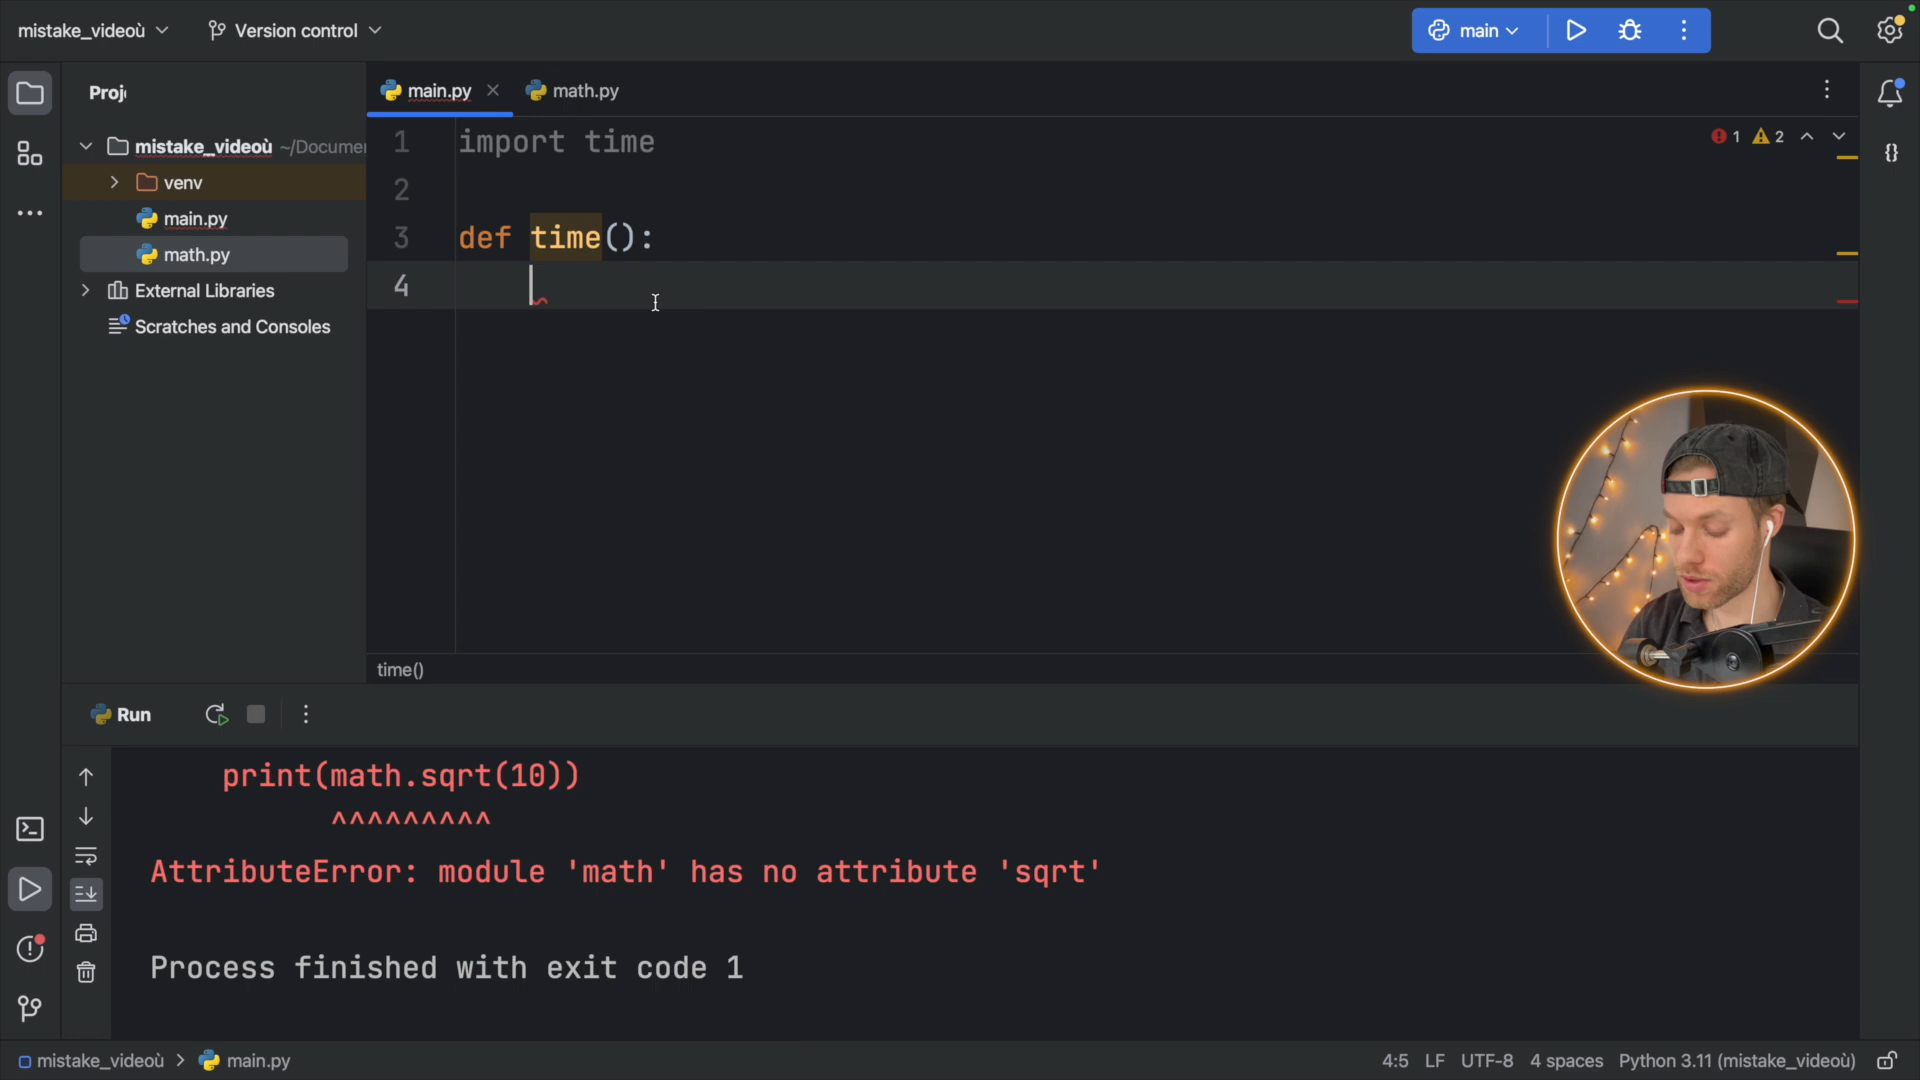 mistake_videoù
Version control
main
Proj
main.py
math.py
mistake_videoù ~/Documen
venv
main.py
math.py
External Libraries
Scratches and Consoles
1 import time
2
3 def time():
4
1 2
time()
Run
print(math.sqrt(10))
^^^^^^^^^
AttributeError: module 'math' has no attribute 'sqrt'
Process finished with exit code 1
mistake_videoù > main.py
4:5 LF UTF-8 4 spaces Python 3.11 (mistake_videoù)